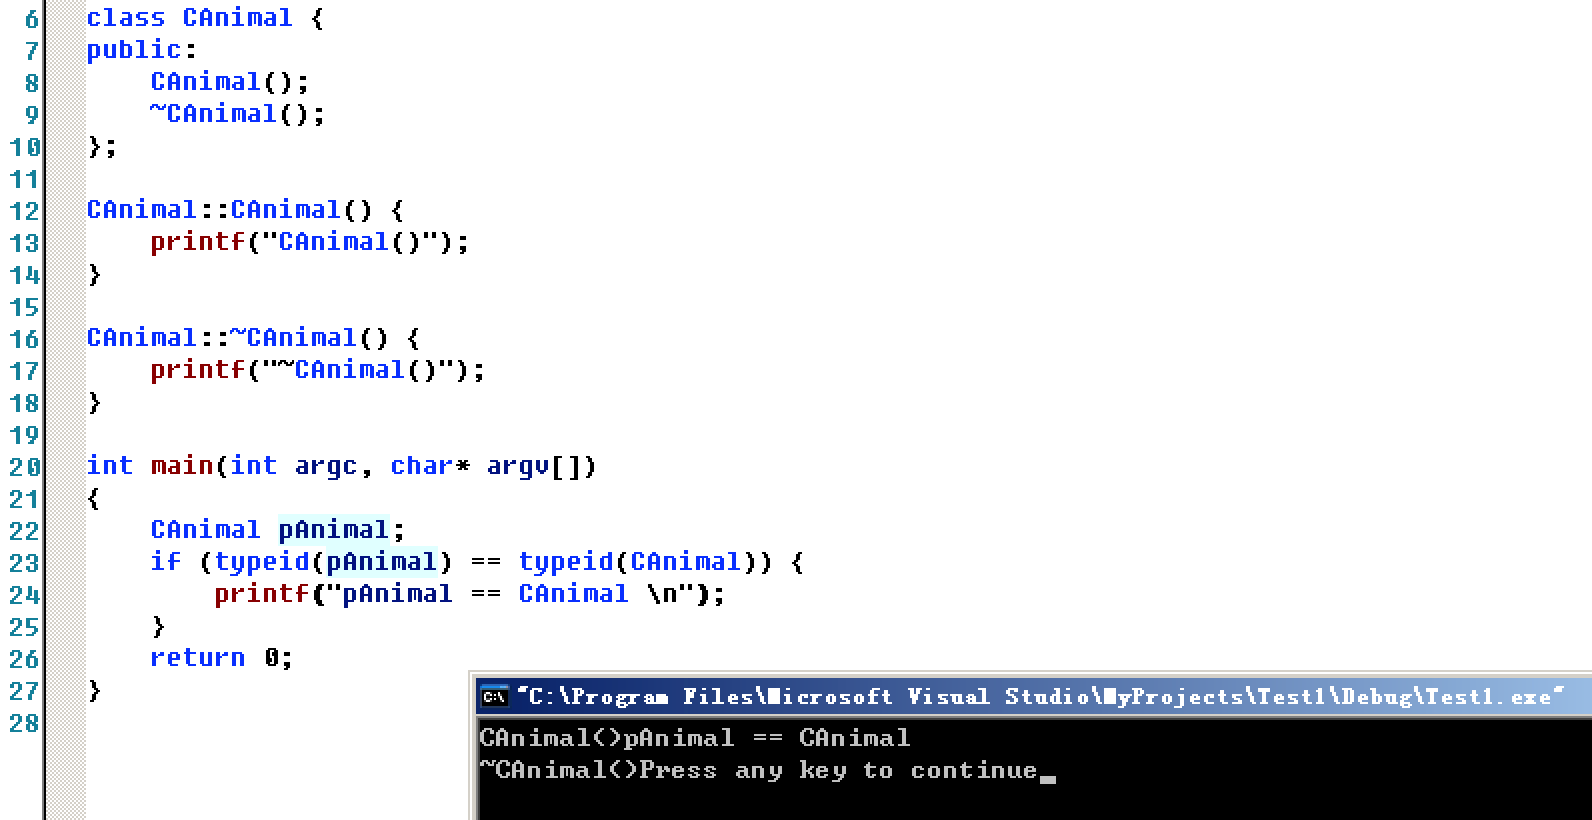 6 class CAnimal {
7 public:
8 CAnimal();
9 ~CAnimal();
10 };
11
12 CAnimal::CAnimal() {
13 printf("CAnimal()");
14 }
15
16 CAnimal::~CAnimal() {
17 printf("~CAnimal()");
18 }
19
20 int main(int argc, char* argv[])
21 {
22 CAnimal pAnimal;
23 if (typeid(pAnimal) == typeid(CAnimal)) {
24 printf("pAnimal == CAnimal \n");
25 }
26 return 0;
27 }
28
C:\ "C:\Program Files\Microsoft Visual Studio\MyProjects\Test1\Debug\Test1.exe"
CAnimal()pAnimal == CAnimal
~CAnimal()Press any key to continue_